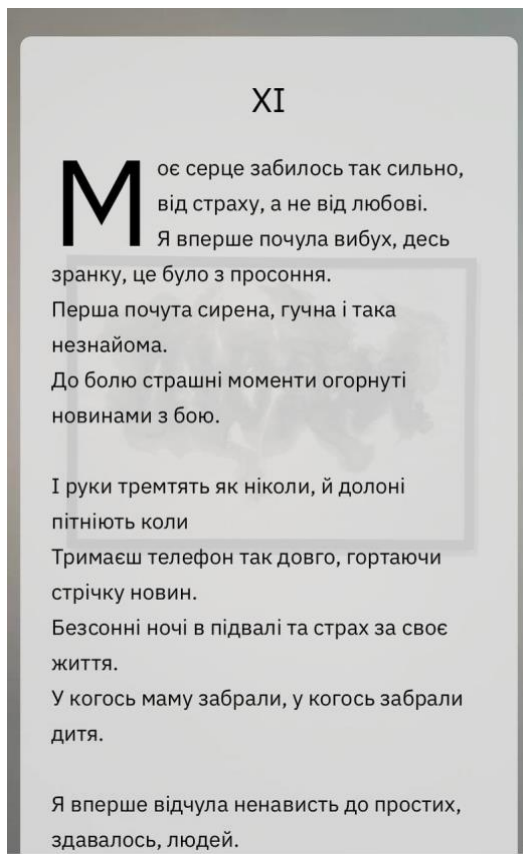 XI
Моє серце забилось так сильно,
від страху, а не від любові.
Я вперше почула вибух, десь
зранку, це було з просоння.
Перша почута сирена, гучна і така
незнайома.
До болю страшні моменти огорнуті
новинами з бою.
І руки тремтять як ніколи, й долоні
пітніють коли
Тримаєш телефон так довго, гортаючи
стрічку новин.
Безсонні ночі в підвалі та страх за своє
життя.
У когось маму забрали, у когось забрали
дитя.
Я вперше відчула ненависть до простих,
здавалось, людей.